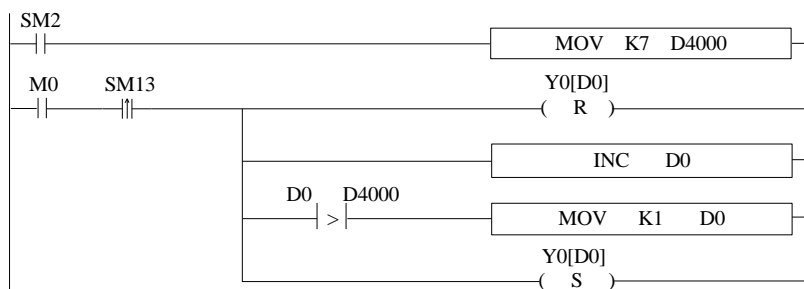 SM2
MOV K7 D4000
M0 SM13 Y0[D0]
( R )
INC D0
D0 D4000
> MOV K1 D0
Y0[D0]
( S )